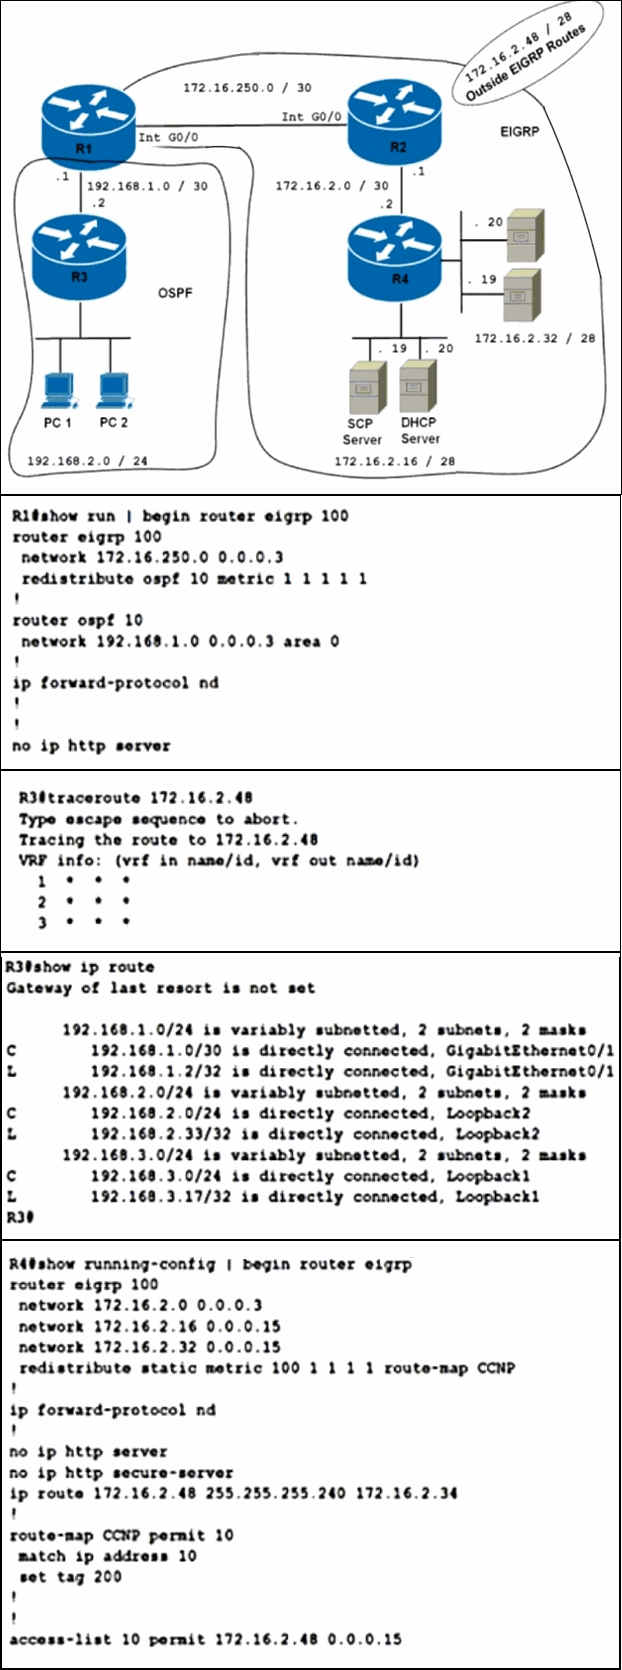 172.16.2.48 / 28
Outside EIGRP Routes
172.16.250.0 / 30
Int G0/0
R1
R2
EIGRP
Int G0/0
.1
.1
192.168.1.0 / 30
172.16.2.0 / 30
.2
.2
. 20
R3
R4
OSPF
. 19
172.16.2.32 / 28
. 19
. 20
PC 1
PC 2
SCP
Server
DHCP
Server
192.168.2.0 / 24
172.16.2.16 / 28
R1#show run | begin router eigrp 100
router eigrp 100
network 172.16.250.0 0.0.0.3
redistribute ospf 10 metric 1 1 1 1 1
!
router ospf 10
network 192.168.1.0 0.0.0.3 area 0
!
ip forward-protocol nd
!
!
no ip http server
R3#traceroute 172.16.2.48
Type escape sequence to abort.
Tracing the route to 172.16.2.48
VRF info: (vrf in name/id, vrf out name/id)
1 * * *
2 * * *
3 * * *
R3#show ip route
Gateway of last resort is not set
192.168.1.0/24 is variably subnetted, 2 subnets, 2 masks
C 192.168.1.0/30 is directly connected, GigabitEthernet0/1
L 192.168.1.2/32 is directly connected, GigabitEthernet0/1
192.168.2.0/24 is variably subnetted, 2 subnets, 2 masks
C 192.168.2.0/24 is directly connected, Loopback2
L 192.168.2.33/32 is directly connected, Loopback2
192.168.3.0/24 is variably subnetted, 2 subnets, 2 masks
C 192.168.3.0/24 is directly connected, Loopback1
L 192.168.3.17/32 is directly connected, Loopback1
R3#
R4#show running-config | begin router eigrp
router eigrp 100
network 172.16.2.0 0.0.0.3
network 172.16.2.16 0.0.0.15
network 172.16.2.32 0.0.0.15
redistribute static metric 100 1 1 1 1 route-map CCNP
!
ip forward-protocol nd
!
no ip http server
no ip http secure-server
ip route 172.16.2.48 255.255.255.240 172.16.2.34
!
route-map CCNP permit 10
match ip address 10
set tag 200
!
!
access-list 10 permit 172.16.2.48 0.0.0.15